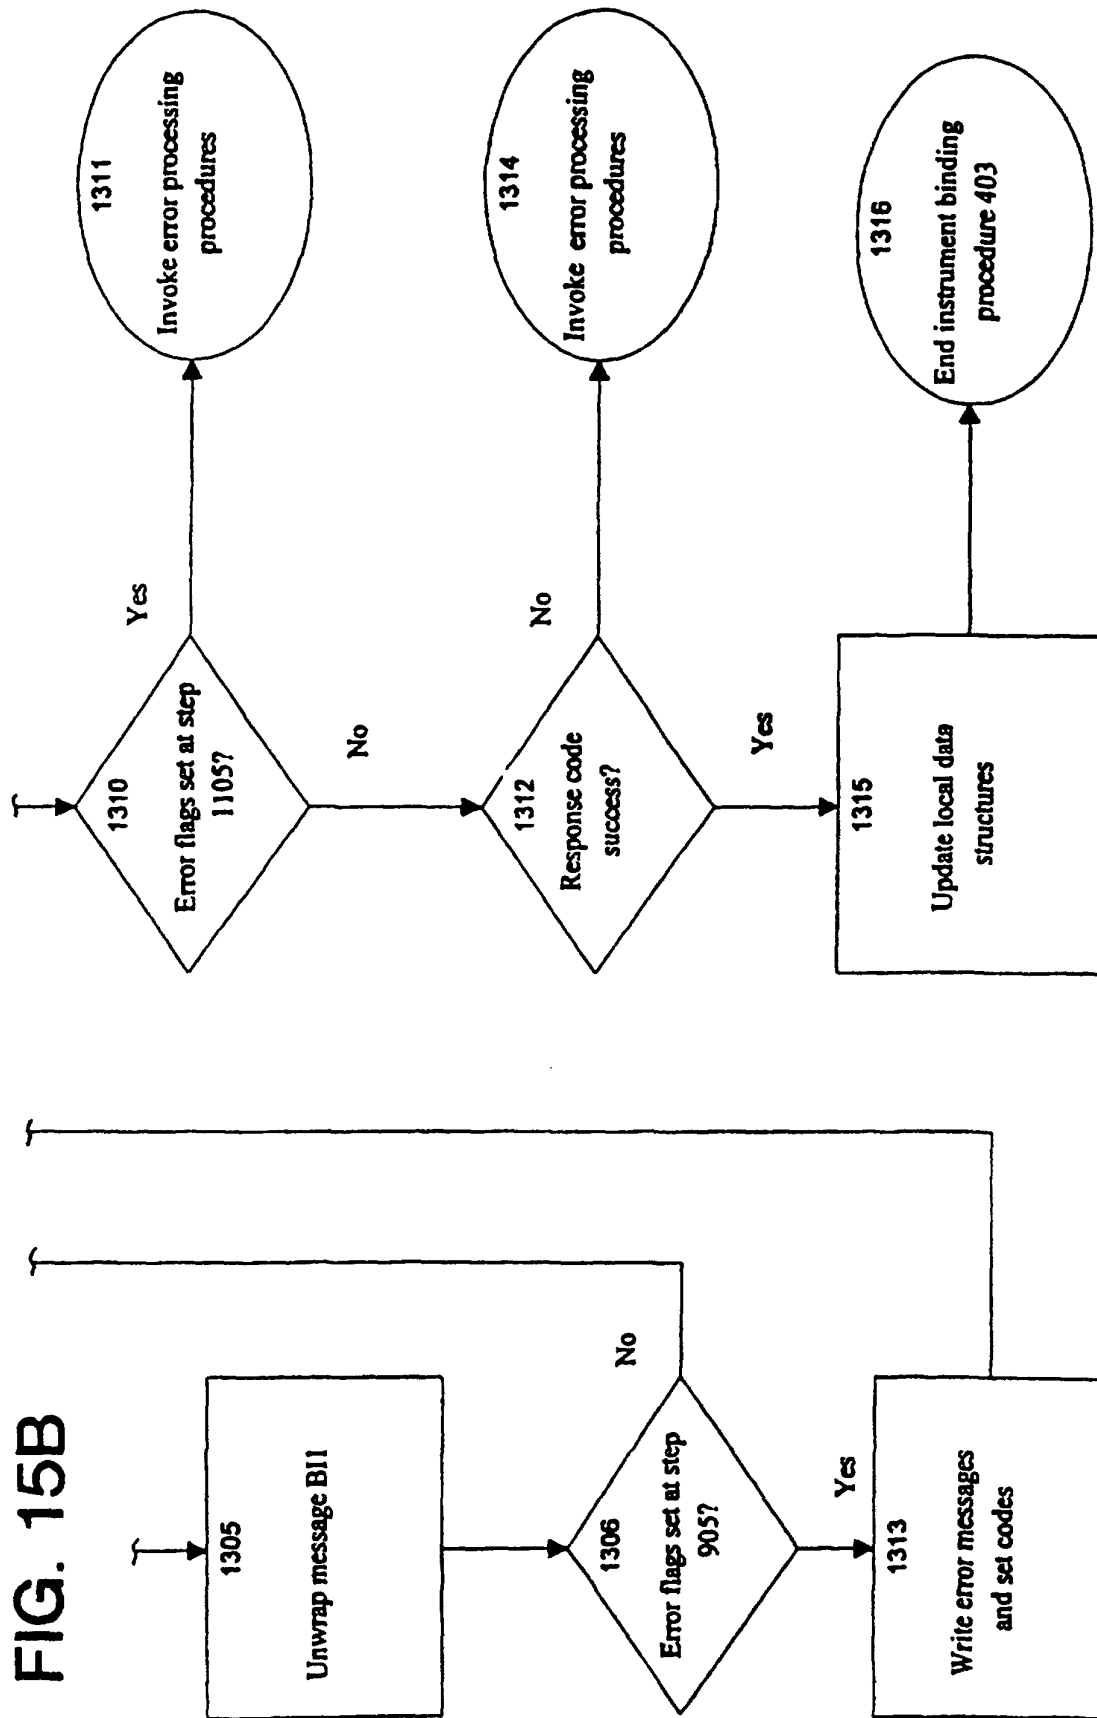 FIG. 15B
1305
Unwrap message BI1
1306
Error flags set at step
905?
No
Yes
1313
Write error messages
and set codes
1310
Error flags set at step
1105?
Yes
No
1311
Invoke error processing
procedures
1312
Response code
success?
No
Yes
1314
Invoke error processing
procedures
1315
Update local data
structures
1316
End instrument binding
procedure 403